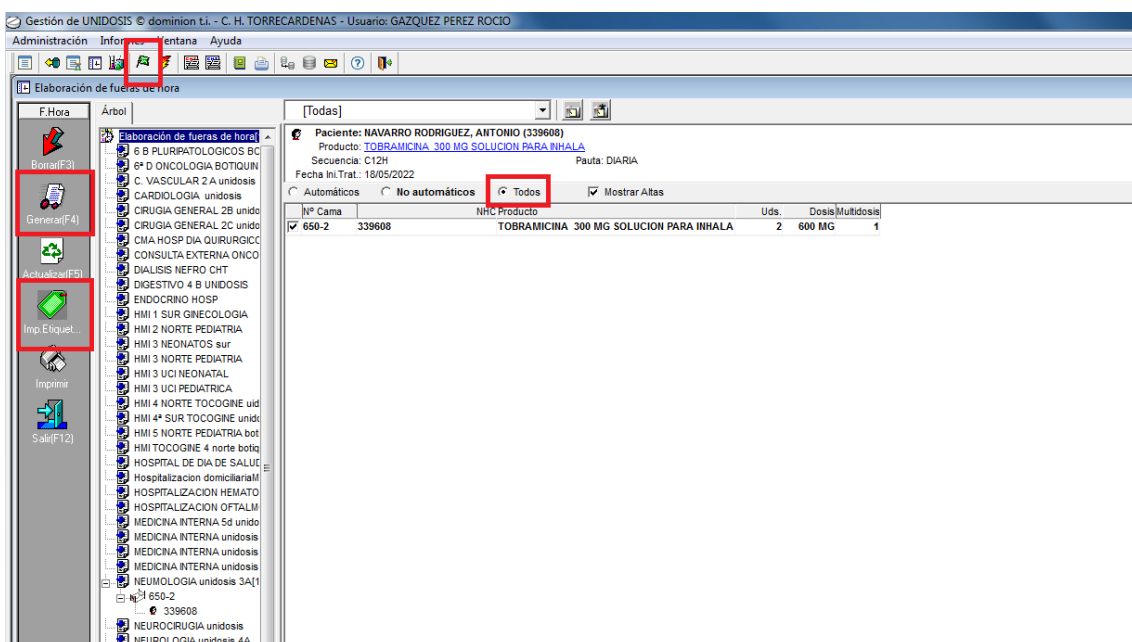 Gestión de UNIDOSIS © dominion t.i. - C. H. TORRECARDENAS - Usuario: GAZQUEZ PEREZ ROCIO
Administración Informes Ventana Ayuda
Elaboración de fueras de hora
F.Hora
Borrar(F3)
Generar(F4)
Actualizar(F5)
Imp.Etiquet...
Imprimir
Salir(F12)
Árbol
Elaboración de fueras de hora[
6 B PLURIPATOLOGICOS BC
6ª D ONCOLOGIA BOTIQUIN
C. VASCULAR 2 A unidosis
CARDIOLOGIA unidosis
CIRUGIA GENERAL 2B unido
CIRUGIA GENERAL 2C unido
CMA HOSP DIA QUIRURGICC
CONSULTA EXTERNA ONCO
DIALISIS NEFRO CHT
DIGESTIVO 4 B UNIDOSIS
ENDOCRINO HOSP
HMI 1 SUR GINECOLOGIA
HMI 2 NORTE PEDIATRIA
HMI 3 NEONATOS sur
HMI 3 NORTE PEDIATRIA
HMI 3 UCI NEONATAL
HMI 3 UCI PEDIATRICA
HMI 4 NORTE TOCOGINE uid
HMI 4ª SUR TOCOGINE unido
HMI 5 NORTE PEDIATRIA bot
HMI TOCOGINE 4 norte botiq
HOSPITAL DE DIA DE SALUD
Hospitalizacion domiciliariaM
HOSPITALIZACION HEMATO
HOSPITALIZACION OFTALM
MEDICINA INTERNA 5d unido
MEDICINA INTERNA unidosis
MEDICINA INTERNA unidosis
MEDICINA INTERNA unidosis
NEUMOLOGIA unidosis 3A[1
650-2
339608
NEUROCIRUGIA unidosis
NEUROLOGIA unidosis 4A
[Todas]
Paciente: NAVARRO RODRIGUEZ, ANTONIO (339608)
Producto: TOBRAMICINA 300 MG SOLUCION PARA INHALA
Secuencia: C12H Pauta: DIARIA
Fecha Ini.Trat.: 18/05/2022
Automáticos No automáticos Todos Mostrar Altas
Nº Cama NHC Producto Uds. Dosis Multidosis
650-2 339608 TOBRAMICINA 300 MG SOLUCION PARA INHALA 2 600 MG 1